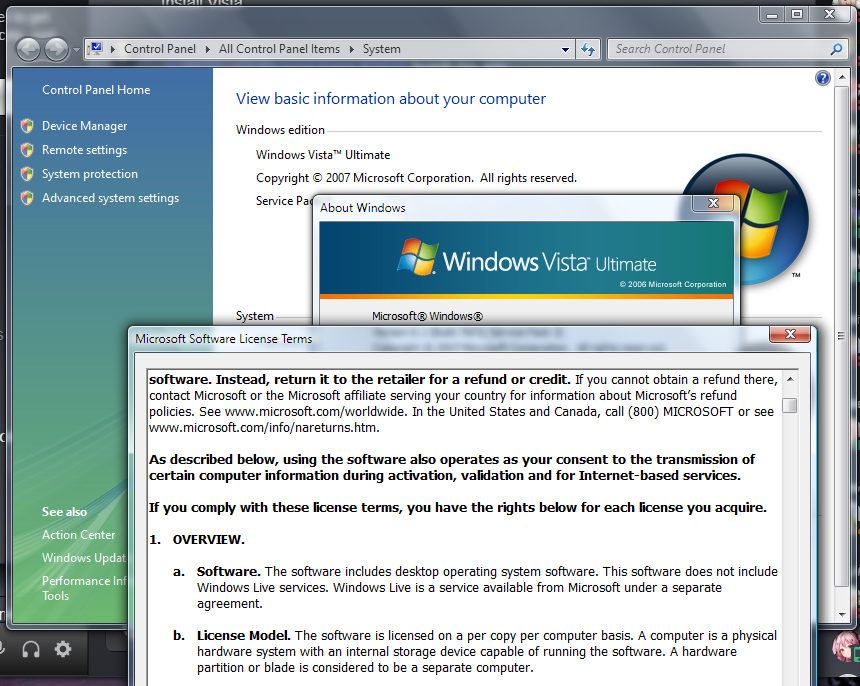 Install Vista
Control Panel
All Control Panel Items
System
Search Control Panel
Control Panel Home
Device Manager
Remote settings
System protection
Advanced system settings
See also
Action Center
Windows Updat
Performance Inf
Tools
View basic information about your computer
Windows edition
Windows Vista™ Ultimate
Copyright © 2007 Microsoft Corporation. All rights reserved.
Service Pac
System
TM
About Windows
Windows Vista™ Ultimate
© 2006 Microsoft Corporation
Microsoft® Windows®
Microsoft Software License Terms
software. Instead, return it to the retailer for a refund or credit. If you cannot obtain a refund there,
contact Microsoft or the Microsoft affiliate serving your country for information about Microsoft's refund
policies. See www.microsoft.com/worldwide. In the United States and Canada, call (800) MICROSOFT or see
www.microsoft.com/info/nareturns.htm.
As described below, using the software also operates as your consent to the transmission of
certain computer information during activation, validation and for Internet-based services.
If you comply with these license terms, you have the rights below for each license you acquire.
1. OVERVIEW.
a. Software. The software includes desktop operating system software. This software does not include
Windows Live services. Windows Live is a service available from Microsoft under a separate
agreement.
b. License Model. The software is licensed on a per copy per computer basis. A computer is a physical
hardware system with an internal storage device capable of running the software. A hardware
partition or blade is considered to be a separate computer.